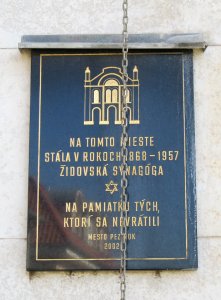 NA TOMTO MIESTE
STÁLA V ROKOCH 1868 – 1957
ŽIDOVSKÁ SYNAGÓGA
NA PAMIATKU TÝCH,
KTORÍ SA NEVRÁTILI
MESTO PEZINOK
2002